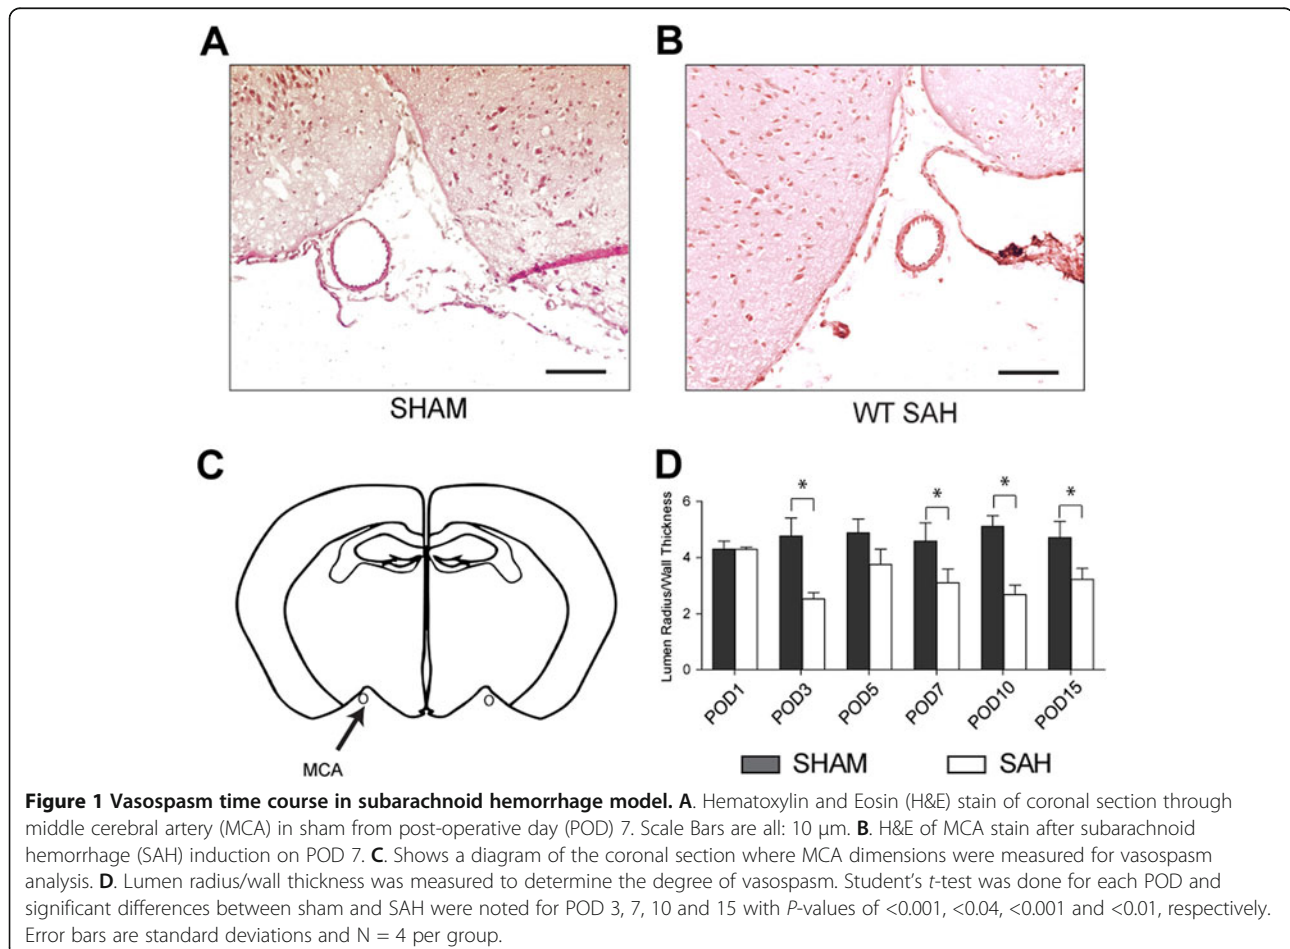 A
B
SHAM
WT SAH
C
D
MCA
Lumen Radius/Wall Thickness
6
4
2
0
*
*
*
*
POD1
POD3
POD5
POD7
POD10
POD15
SHAM
SAH
Figure 1 Vasospasm time course in subarachnoid hemorrhage model. A. Hematoxylin and Eosin (H&E) stain of coronal section through
middle cerebral artery (MCA) in sham from post-operative day (POD) 7. Scale Bars are all: 10 μm. B. H&E of MCA stain after subarachnoid
hemorrhage (SAH) induction on POD 7. C. Shows a diagram of the coronal section where MCA dimensions were measured for vasospasm
analysis. D. Lumen radius/wall thickness was measured to determine the degree of vasospasm. Student's t-test was done for each POD and
significant differences between sham and SAH were noted for POD 3, 7, 10 and 15 with P-values of <0.001, <0.04, <0.001 and <0.01, respectively.
Error bars are standard deviations and N = 4 per group.